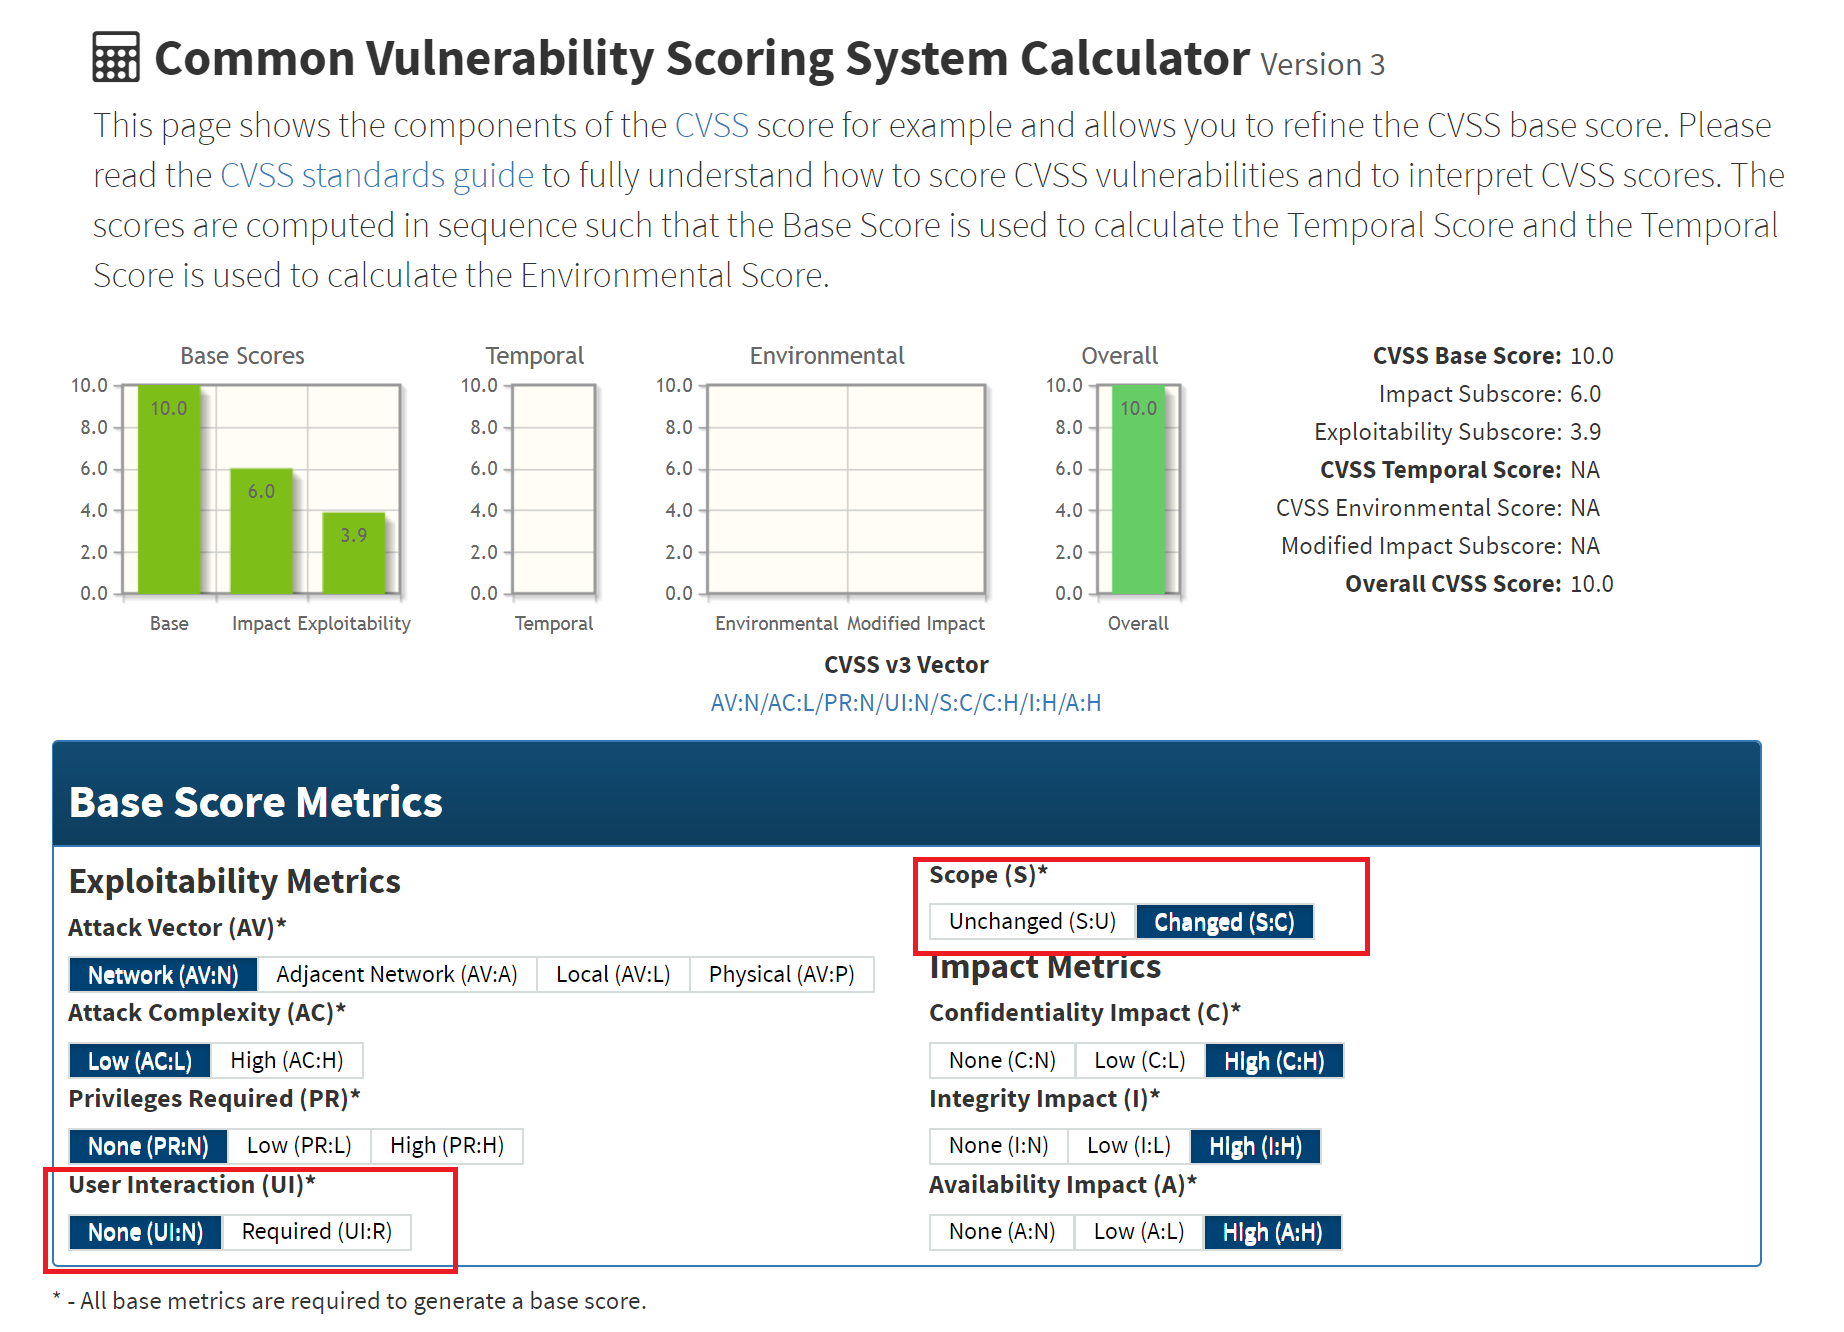 Common Vulnerability Scoring System Calculator Version 3
This page shows the components of the CVSS score for example and allows you to refine the CVSS base score. Please
read the CVSS standards guide to fully understand how to score CVSS vulnerabilities and to interpret CVSS scores. The
scores are computed in sequence such that the Base Score is used to calculate the Temporal Score and the Temporal
Score is used to calculate the Environmental Score.
Base Scores
10.0
8.0
6.0
4.0
2.0
0.0
10.0
6.0
3.9
Base Impact Exploitability
Temporal
10.0
8.0
6.0
4.0
2.0
0.0
Temporal
Environmental
10.0
8.0
6.0
4.0
2.0
0.0
Environmental Modified Impact
Overall
10.0
8.0
6.0
4.0
2.0
0.0
10.0
Overall
CVSS Base Score: 10.0
Impact Subscore: 6.0
Exploitability Subscore: 3.9
CVSS Temporal Score: NA
CVSS Environmental Score: NA
Modified Impact Subscore: NA
Overall CVSS Score: 10.0
CVSS v3 Vector
AV:N/AC:L/PR:N/UI:N/S:C/C:H/I:H/A:H
Base Score Metrics
Exploitability Metrics
Attack Vector (AV)*
Network (AV:N) Adjacent Network (AV:A) Local (AV:L) Physical (AV:P)
Attack Complexity (AC)*
Low (AC:L) High (AC:H)
Privileges Required (PR)*
None (PR:N) Low (PR:L) High (PR:H)
User Interaction (UI)*
None (UI:N) Required (UI:R)
Scope (S)*
Unchanged (S:U) Changed (S:C)
Impact Metrics
Confidentiality Impact (C)*
None (C:N) Low (C:L) High (C:H)
Integrity Impact (I)*
None (I:N) Low (I:L) High (I:H)
Availability Impact (A)*
None (A:N) Low (A:L) High (A:H)
* - All base metrics are required to generate a base score.